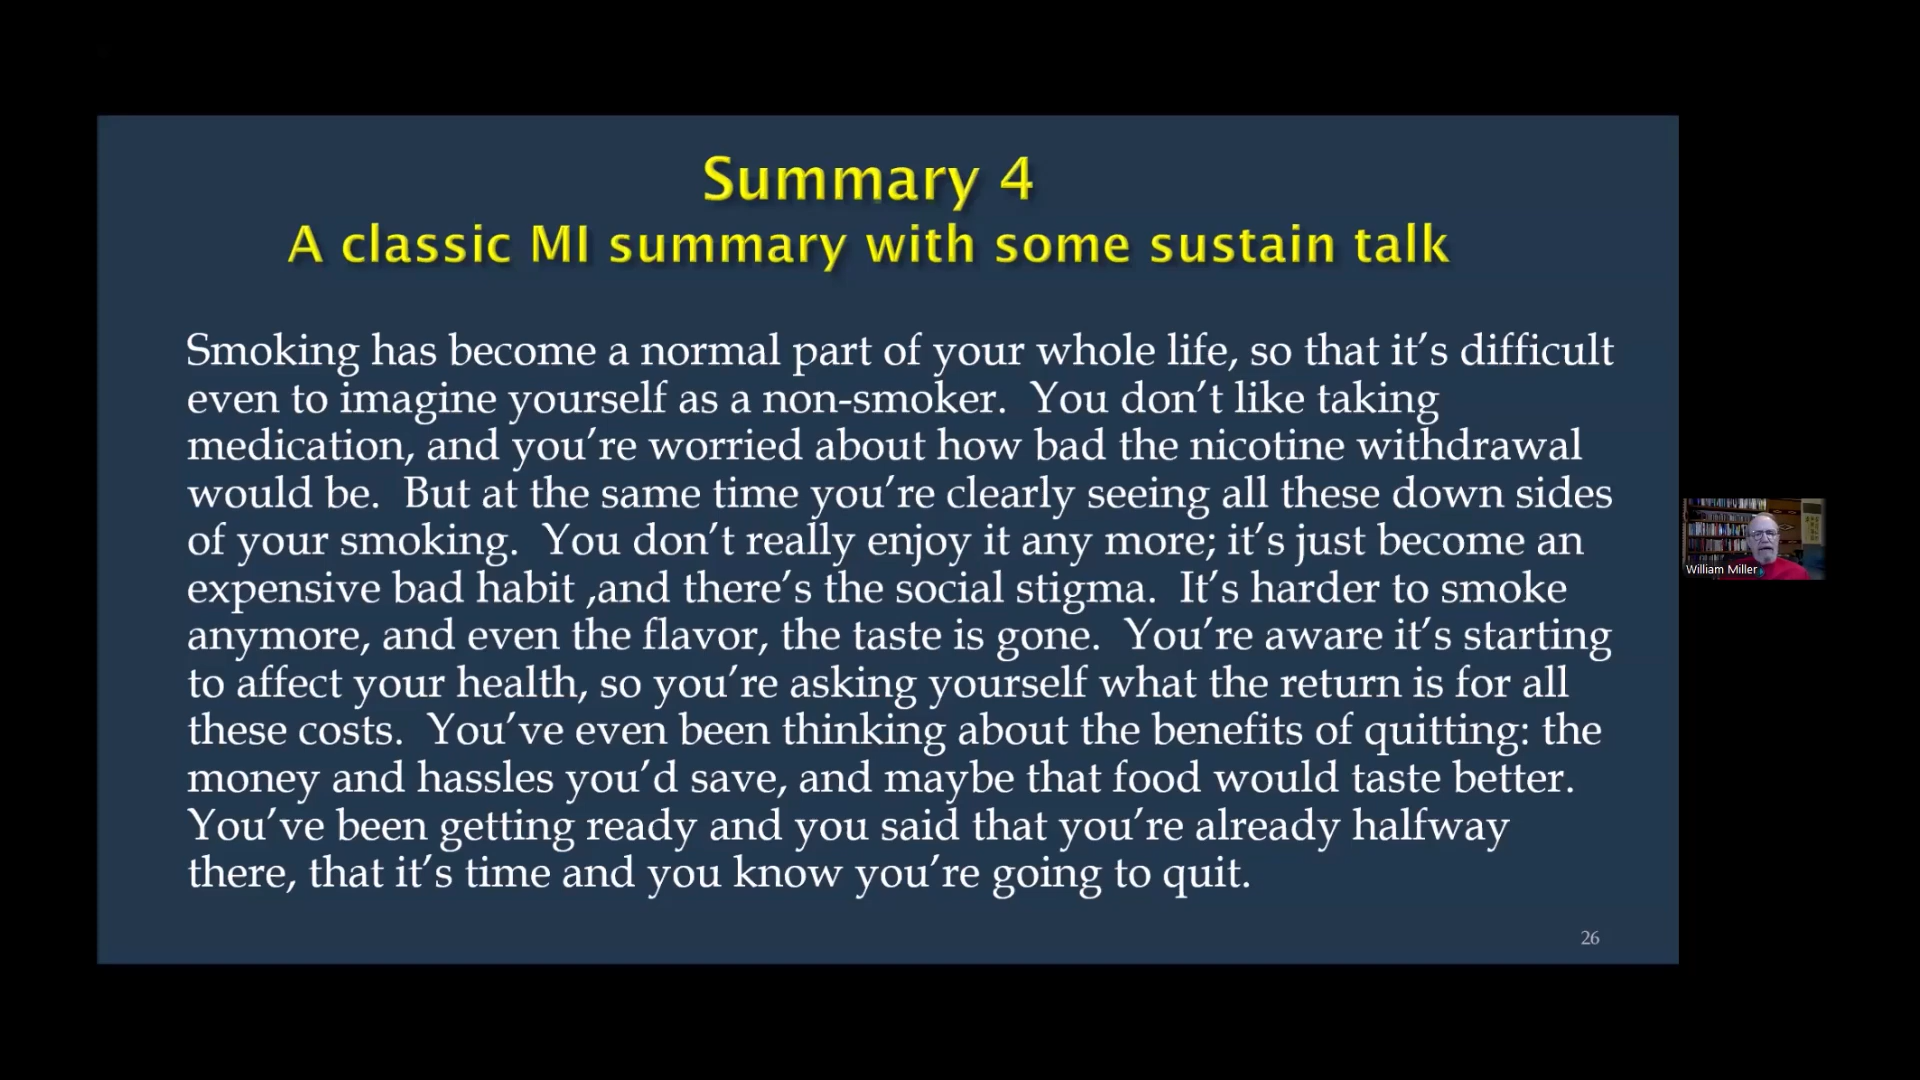 Summary 4
A classic MI summary with some sustain talk
Smoking has become a normal part of your whole life, so that it's difficult
even to imagine yourself as a non-smoker.  You don't like taking
medication, and you're worried about how bad the nicotine withdrawal
would be.  But at the same time you're clearly seeing all these down sides
of your smoking.  You don't really enjoy it any more; it's just become an
expensive bad habit ,and there's the social stigma.  It's harder to smoke
anymore, and even the flavor, the taste is gone.  You're aware it's starting
to affect your health, so you're asking yourself what the return is for all
these costs.  You've even been thinking about the benefits of quitting: the
money and hassles you'd save, and maybe that food would taste better.
You've been getting ready and you said that you're already halfway
there, that it's time and you know you're going to quit.
26
William Miller